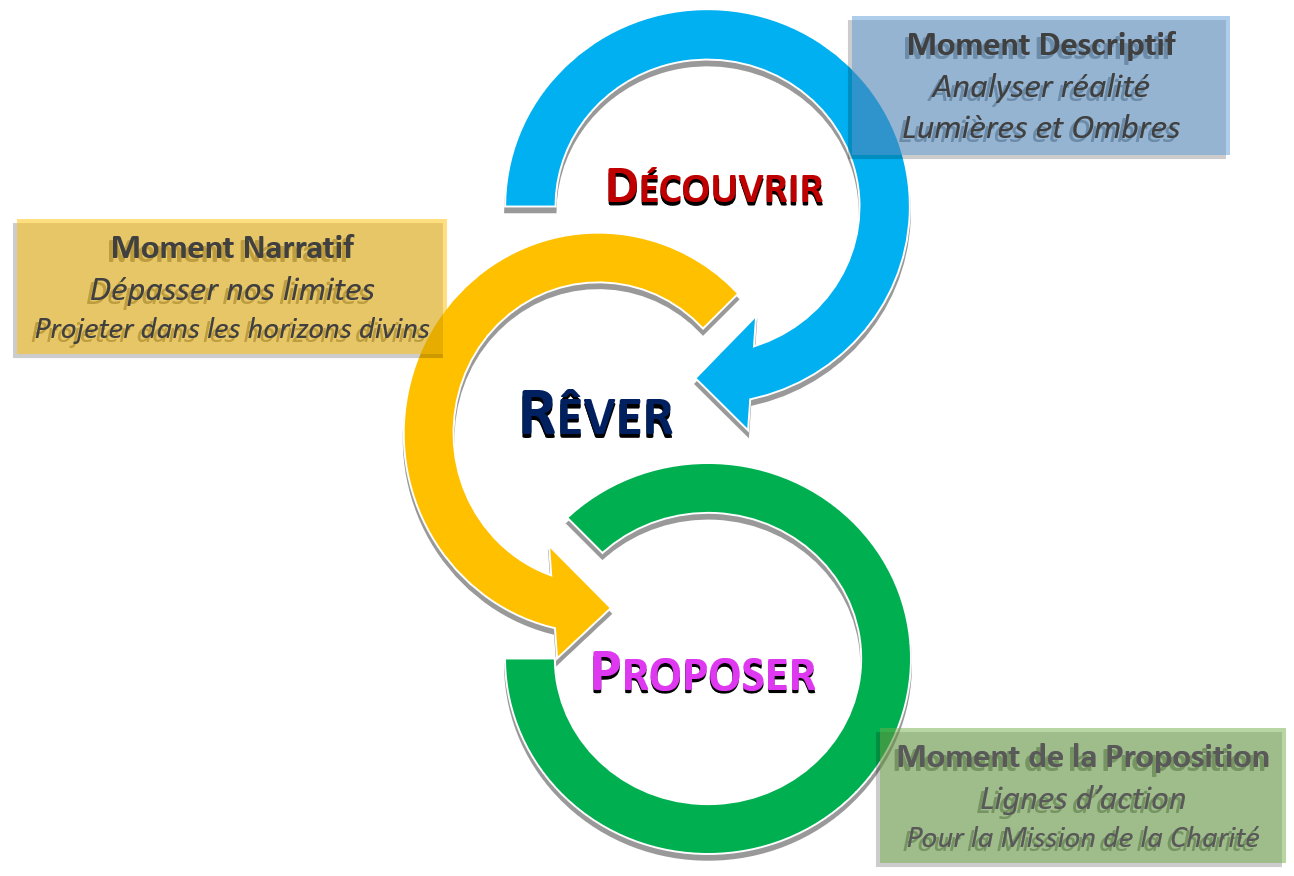 Moment Descriptif
Analyser réalité
Lumières et Ombres
DÉCOUVRIR
Moment Narratif
Dépasser nos limites
Projeter dans les horizons divins
RÊVER
PROPOSER
Moment de la Proposition
Lignes d’action
Pour la Mission de la Charité